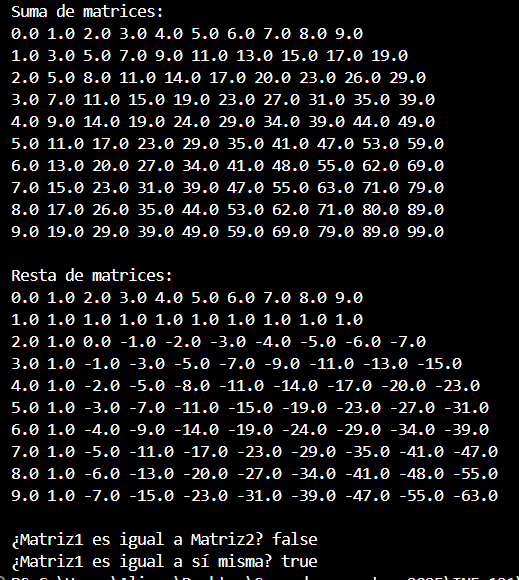 Suma de matrices:
0.0 1.0 2.0 3.0 4.0 5.0 6.0 7.0 8.0 9.0
1.0 3.0 5.0 7.0 9.0 11.0 13.0 15.0 17.0 19.0
2.0 5.0 8.0 11.0 14.0 17.0 20.0 23.0 26.0 29.0
3.0 7.0 11.0 15.0 19.0 23.0 27.0 31.0 35.0 39.0
4.0 9.0 14.0 19.0 24.0 29.0 34.0 39.0 44.0 49.0
5.0 11.0 17.0 23.0 29.0 35.0 41.0 47.0 53.0 59.0
6.0 13.0 20.0 27.0 34.0 41.0 48.0 55.0 62.0 69.0
7.0 15.0 23.0 31.0 39.0 47.0 55.0 63.0 71.0 79.0
8.0 17.0 26.0 35.0 44.0 53.0 62.0 71.0 80.0 89.0
9.0 19.0 29.0 39.0 49.0 59.0 69.0 79.0 89.0 99.0
Resta de matrices:
0.0 1.0 2.0 3.0 4.0 5.0 6.0 7.0 8.0 9.0
1.0 1.0 1.0 1.0 1.0 1.0 1.0 1.0 1.0 1.0
2.0 1.0 0.0 -1.0 -2.0 -3.0 -4.0 -5.0 -6.0 -7.0
3.0 1.0 -1.0 -3.0 -5.0 -7.0 -9.0 -11.0 -13.0 -15.0
4.0 1.0 -2.0 -5.0 -8.0 -11.0 -14.0 -17.0 -20.0 -23.0
5.0 1.0 -3.0 -7.0 -11.0 -15.0 -19.0 -23.0 -27.0 -31.0
6.0 1.0 -4.0 -9.0 -14.0 -19.0 -24.0 -29.0 -34.0 -39.0
7.0 1.0 -5.0 -11.0 -17.0 -23.0 -29.0 -35.0 -41.0 -47.0
8.0 1.0 -6.0 -13.0 -20.0 -27.0 -34.0 -41.0 -48.0 -55.0
9.0 1.0 -7.0 -15.0 -23.0 -31.0 -39.0 -47.0 -55.0 -63.0
¿Matriz1 es igual a Matriz2? false
¿Matriz1 es igual a sí misma? true